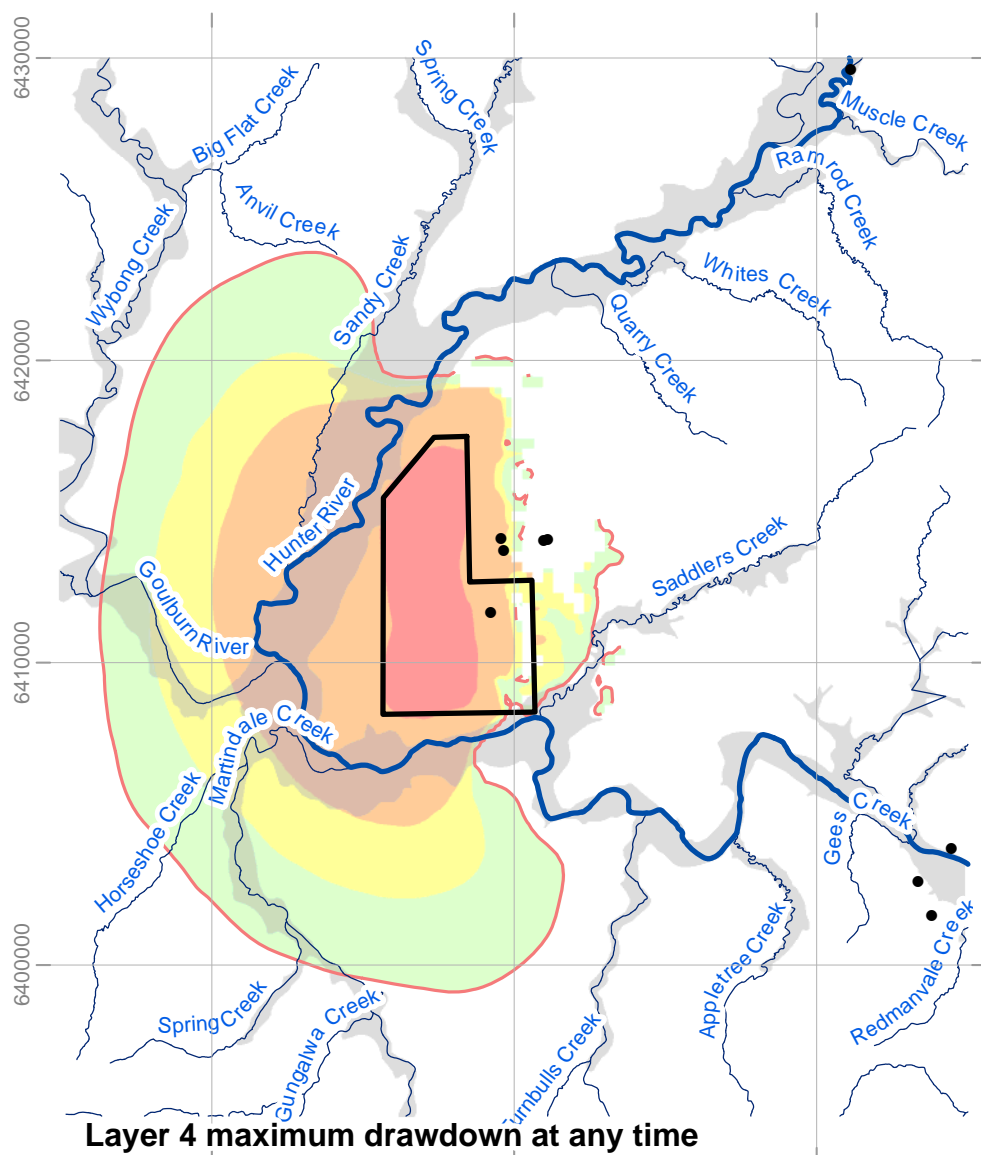 6430000
Spring Creek
Muscle Creek
Big Flat Creek
Ramrod Creek
Anvil Creek
Wybong Creek
Sandy Creek
Whites Creek
Quarry Creek
6420000
Hunter River
Saddlers Creek
Goulburn River
6410000
Martindale Creek
Horseshoe Creek
Gees Creek
Redmanvale Creek
Appletree Creek
6400000
Spring Creek
Gungalwa Creek
urnbulls Creek
Layer 4 maximum drawdown at any time